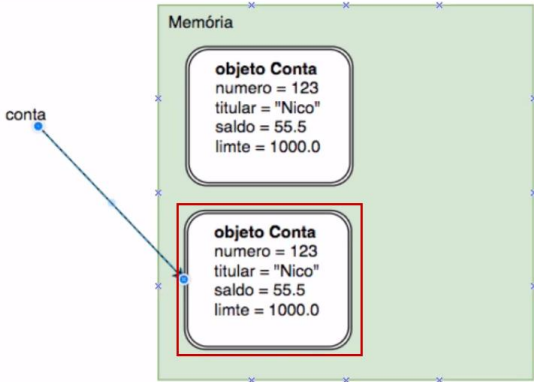 Memória
objeto Conta
numero = 123
titular = "Nico"
saldo = 55.5
limte = 1000.0
conta
objeto Conta
numero = 123
titular = "Nico"
saldo = 55.5
limte = 1000.0